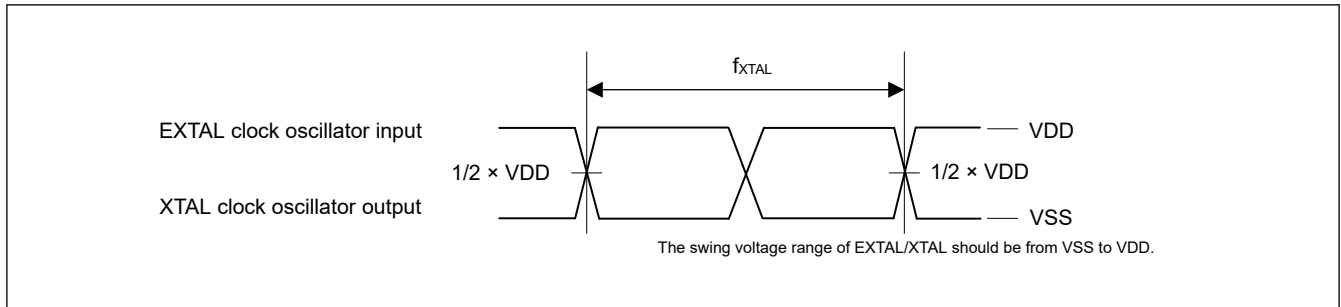 fXTAL
EXTAL clock oscillator input
VDD
1/2 × VDD
1/2 × VDD
XTAL clock oscillator output
VSS
The swing voltage range of EXTAL/XTAL should be from VSS to VDD.